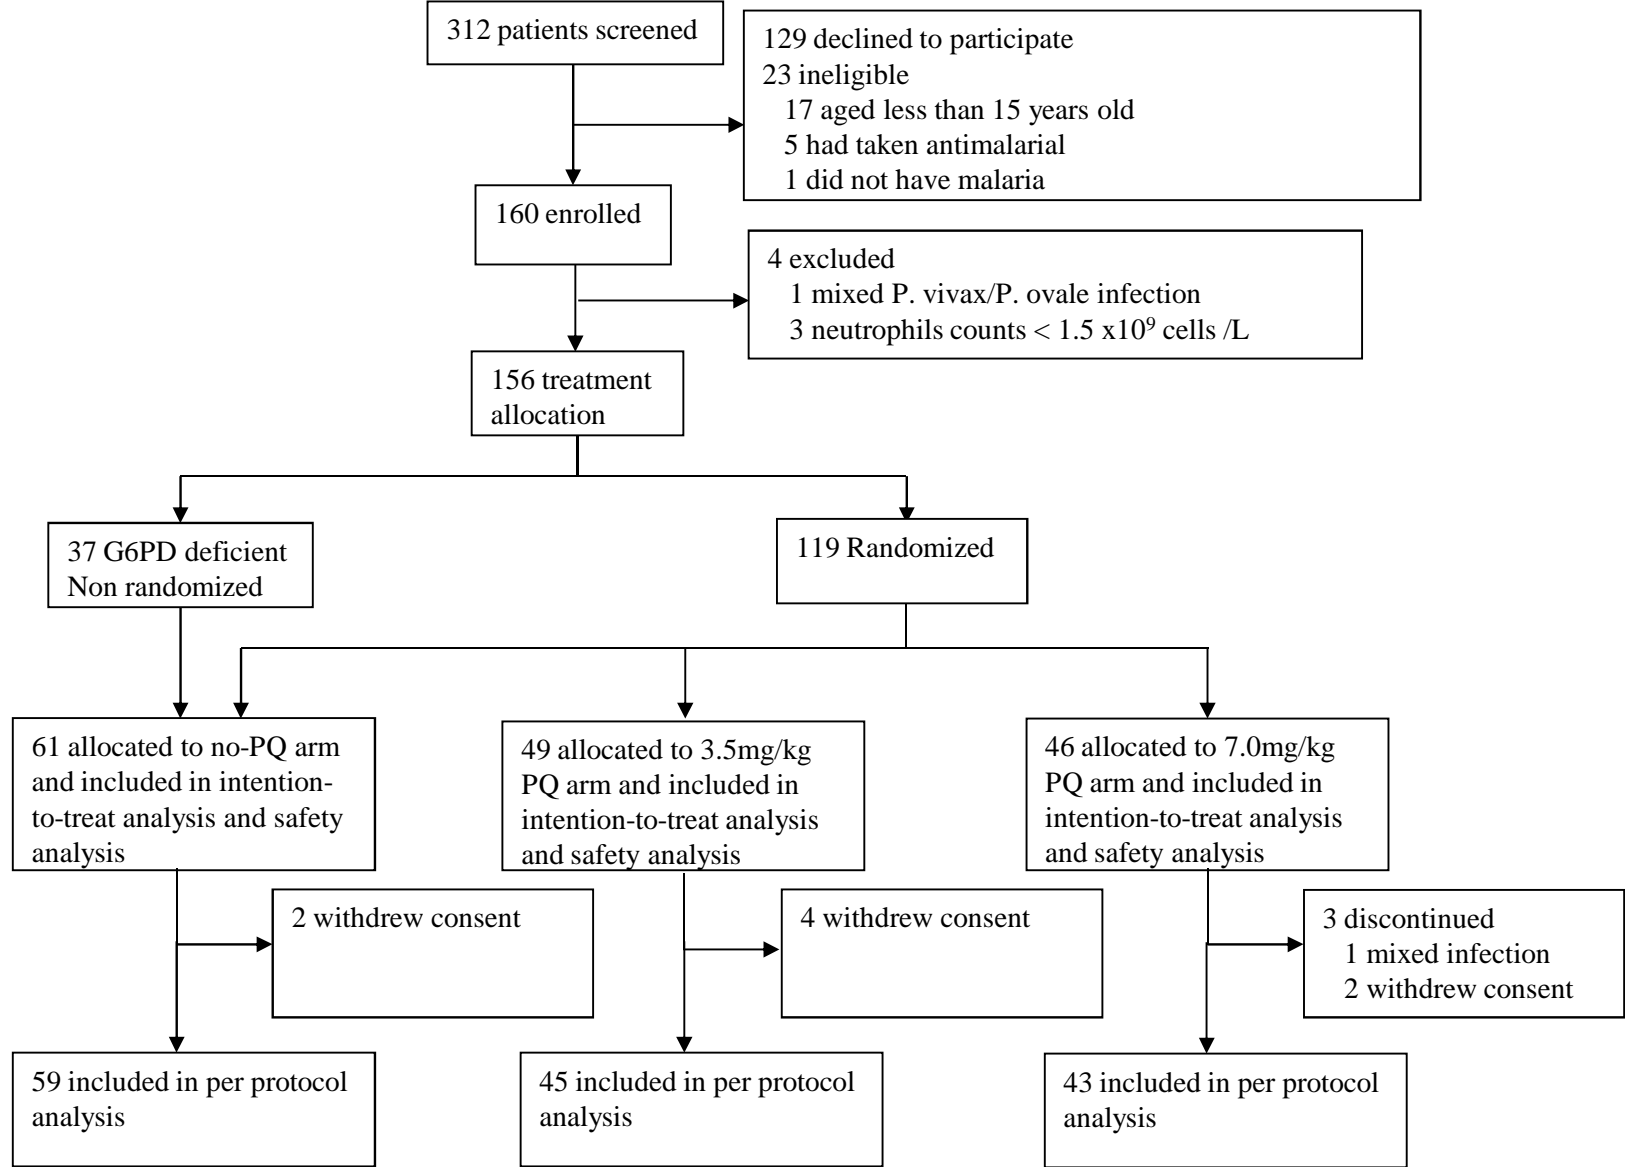 312 patients screened
129 declined to participate
23 ineligible
17 aged less than 15 years old
5 had taken antimalarial
1 did not have malaria
160 enrolled
4 excluded
1 mixed P. vivax/P. ovale infection
3 neutrophils counts < 1.5 x10⁹ cells /L
156 treatment
allocation
37 G6PD deficient
Non randomized
119 Randomized
61 allocated to no-PQ arm
and included in intention-
to-treat analysis and safety
analysis
49 allocated to 3.5mg/kg
PQ arm and included in
intention-to-treat analysis
and safety analysis
46 allocated to 7.0mg/kg
PQ arm and included in
intention-to-treat analysis
and safety analysis
2 withdrew consent
4 withdrew consent
3 discontinued
1 mixed infection
2 withdrew consent
59 included in per protocol
analysis
45 included in per protocol
analysis
43 included in per protocol
analysis